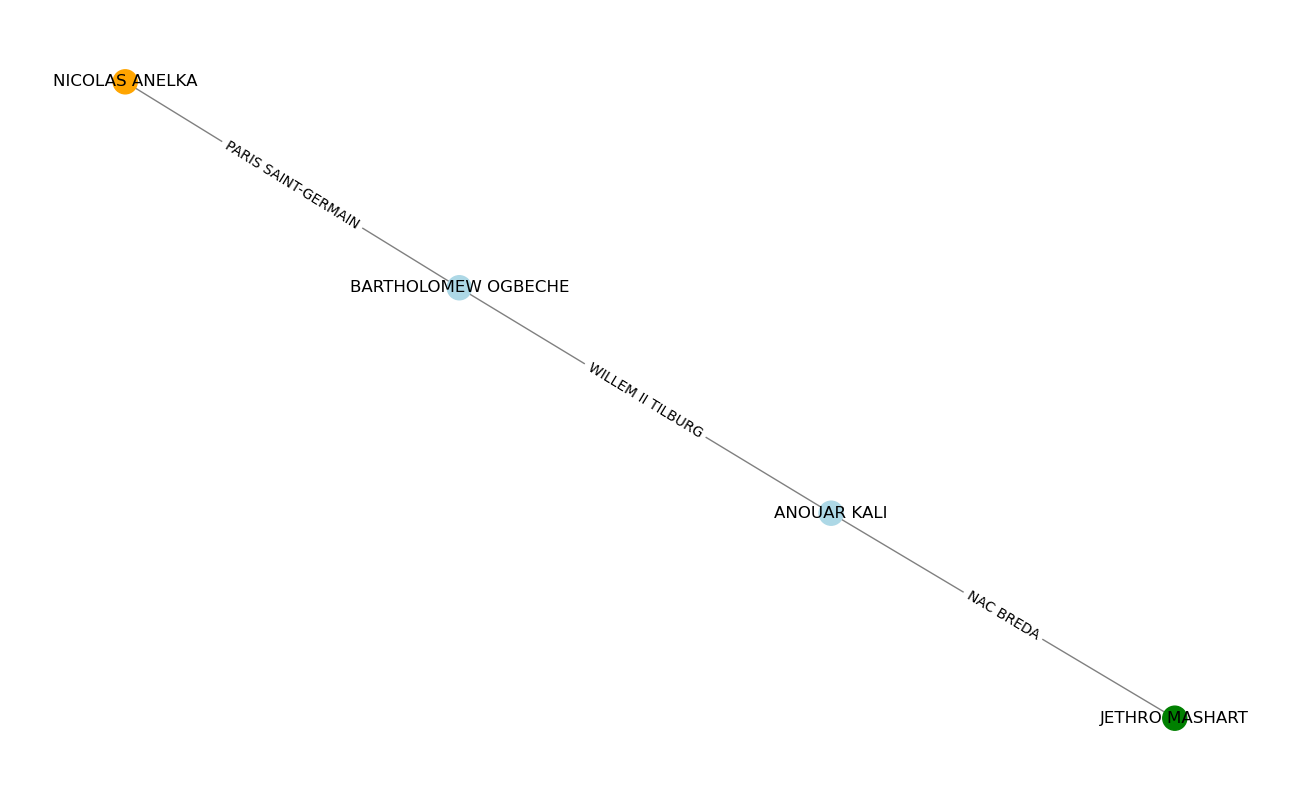 NICOLAS ANELKA
PARIS SAINT-GERMAIN
BARTHOLOMEW OGBECHE
WILLEM II TILBURG
ANOUAR KALI
NAC BREDA
JETHRO MASHART